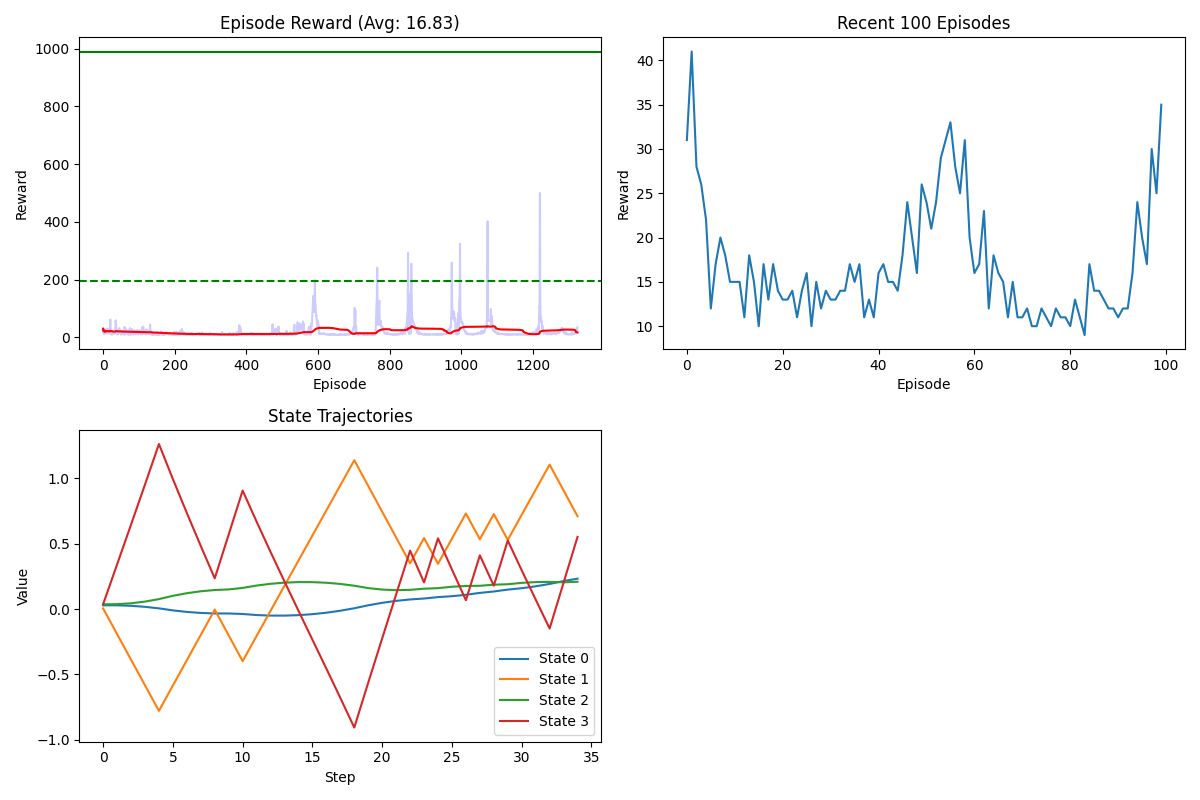 Episode Reward (Avg: 16.83)
1000
800
600
400
200
0
Reward
0 200 400 600 800 1000 1200
Episode
Recent 100 Episodes
40
35
30
25
20
15
10
Reward
0 20 40 60 80 100
Episode
State Trajectories
1.0
0.5
0.0
−0.5
−1.0
Value
0 5 10 15 20 25 30 35
Step
State 0
State 1
State 2
State 3